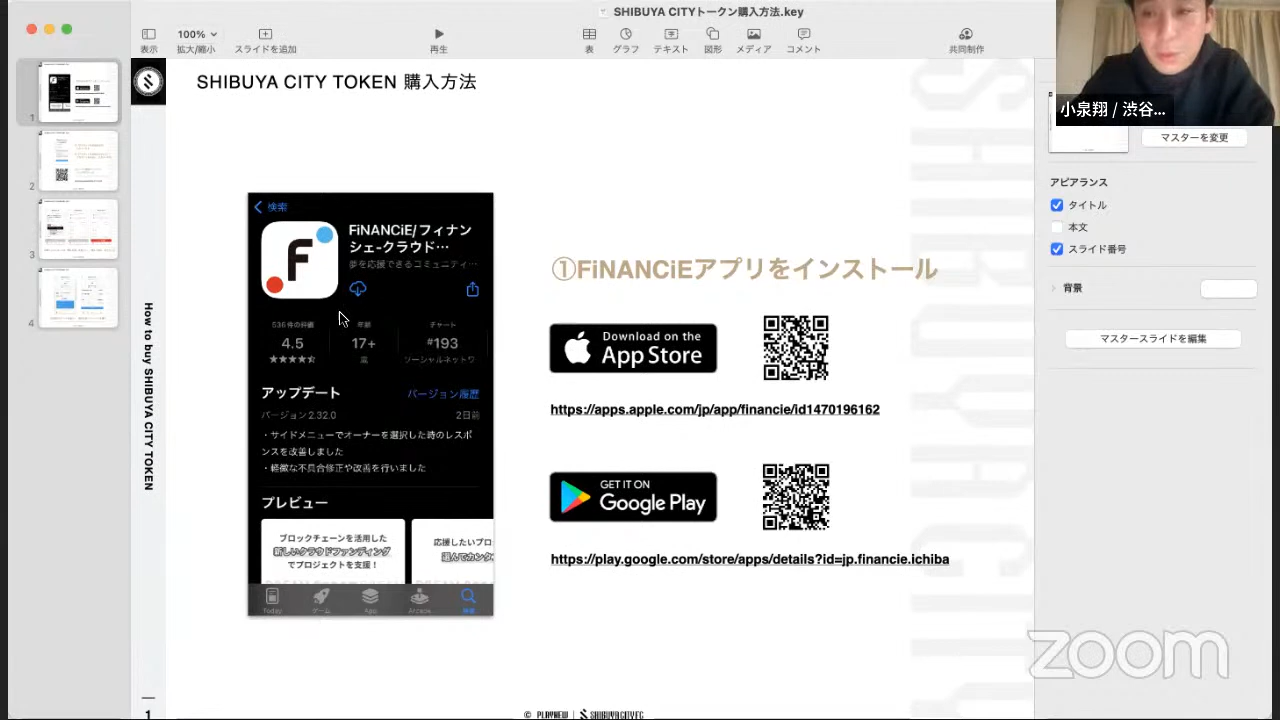 SHIBUYA CITYトークン購入方法.key
100%
表示
拡大/縮小
スライドを追加
再生
表
グラフ
テキスト
図形
メディア
コメント
共同制作
小泉翔 / 渋谷...
1
2
3
4
How to buy SHIBUYA CITY TOKEN
1
SHIBUYA CITY TOKEN 購入方法
検索
FiNANCiE/フィナン
シェ-クラウド…
夢を応援できるコミュニティ…
536 件の評価
4.5
年齢
17+
歳
チャート
#193
ソーシャルネットワ
アップデート
バージョン履歴
バージョン 2.32.0
2日前
・サイドメニューでオーナーを選択した時のレスポ
ンスを改善しました
・軽微な不具合修正や改善を行いました
プレビュー
ブロックチェーンを活用した
新しいクラウドファンディング
でプロジェクトを支援！
応援したいプロ
選んでカンタ
Today
ゲーム
App
Arcade
検索
①FiNANCiEアプリをインストール
Download on the
App Store
https://apps.apple.com/jp/app/financie/id1470196162
GET IT ON
Google Play
https://play.google.com/store/apps/details?id=jp.financie.ichiba
© PLAYNEW | SHIBUYA CITY FC
マスターを変更
アピアランス
タイトル
本文
スライド番号
背景
マスタースライドを編集
zoom